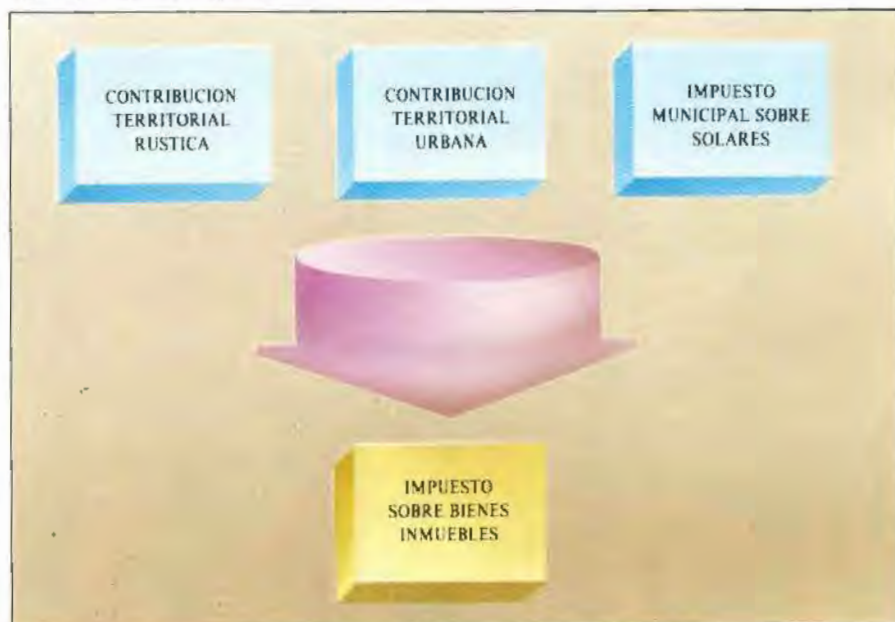 CONTRIBUCION
TERRITORIAL
RUSTICA
CONTRIBUCION
TERRITORIAL
URBANA
IMPUESTO
MUNICIPAL SOBRE
SOLARES
IMPUESTO
SOBRE BIENES
INMUEBLES